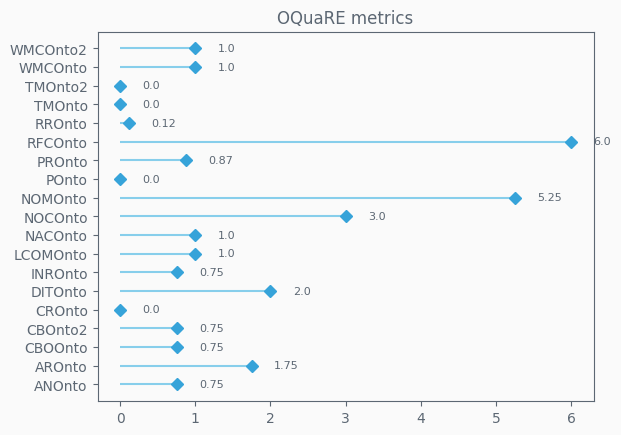 OQuaRE metrics
WMCOnto2 1.0
WMCOnto 1.0
TMOnto2 0.0
TMOnto 0.0
RROnto 0.12
RFCOnto 6.0
PROnto 0.87
POnto 0.0
NOMOnto 5.25
NOCOnto 3.0
NACOnto 1.0
LCOMOnto 1.0
INROnto 0.75
DITOnto 2.0
CROnto 0.0
CBOnto2 0.75
CBOOnto 0.75
AROnto 1.75
ANOnto 0.75
0 1 2 3 4 5 6